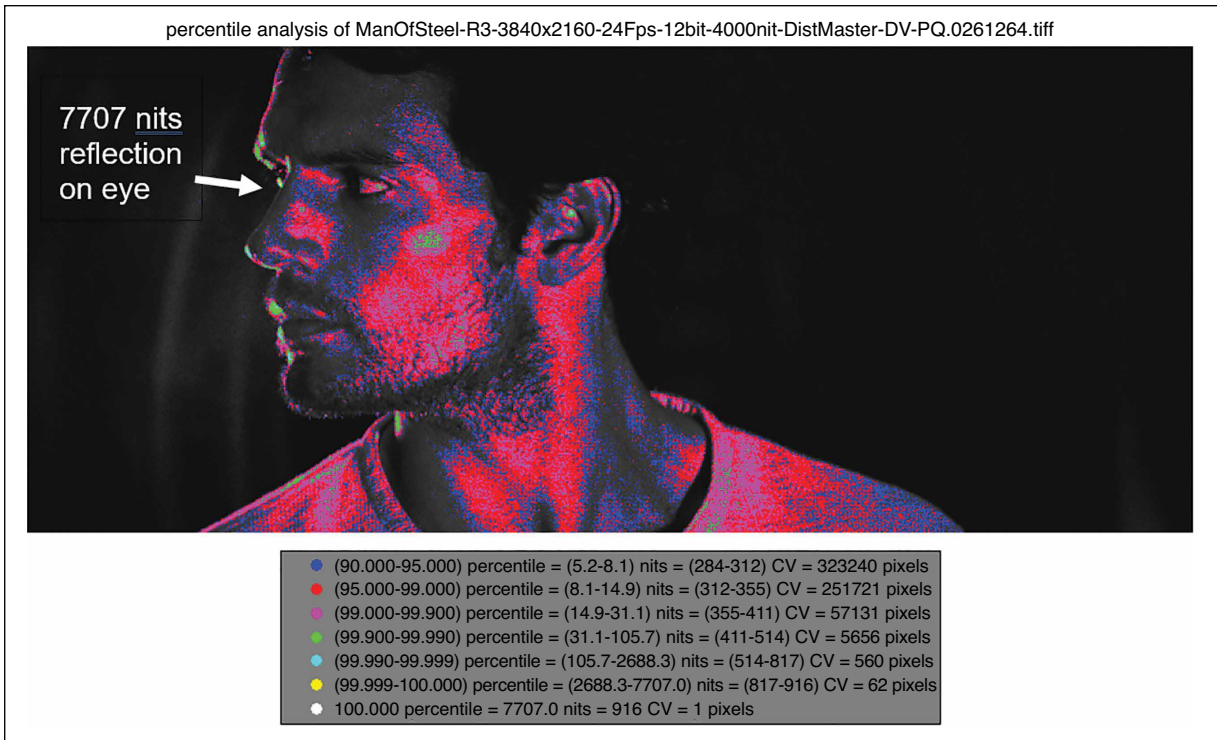 percentile analysis of ManOfSteel-R3-3840x2160-24Fps-12bit-4000nit-DistMaster-DV-PQ.0261264.tiff
7707 nits
reflection
on eye
(90.000-95.000) percentile = (5.2-8.1) nits = (284-312) CV = 323240 pixels
(95.000-99.000) percentile = (8.1-14.9) nits = (312-355) CV = 251721 pixels
(99.000-99.900) percentile = (14.9-31.1) nits = (355-411) CV = 57131 pixels
(99.900-99.990) percentile = (31.1-105.7) nits = (411-514) CV = 5656 pixels
(99.990-99.999) percentile = (105.7-2688.3) nits = (514-817) CV = 560 pixels
(99.999-100.000) percentile = (2688.3-7707.0) nits = (817-916) CV = 62 pixels
100.000 percentile = 7707.0 nits = 916 CV = 1 pixels